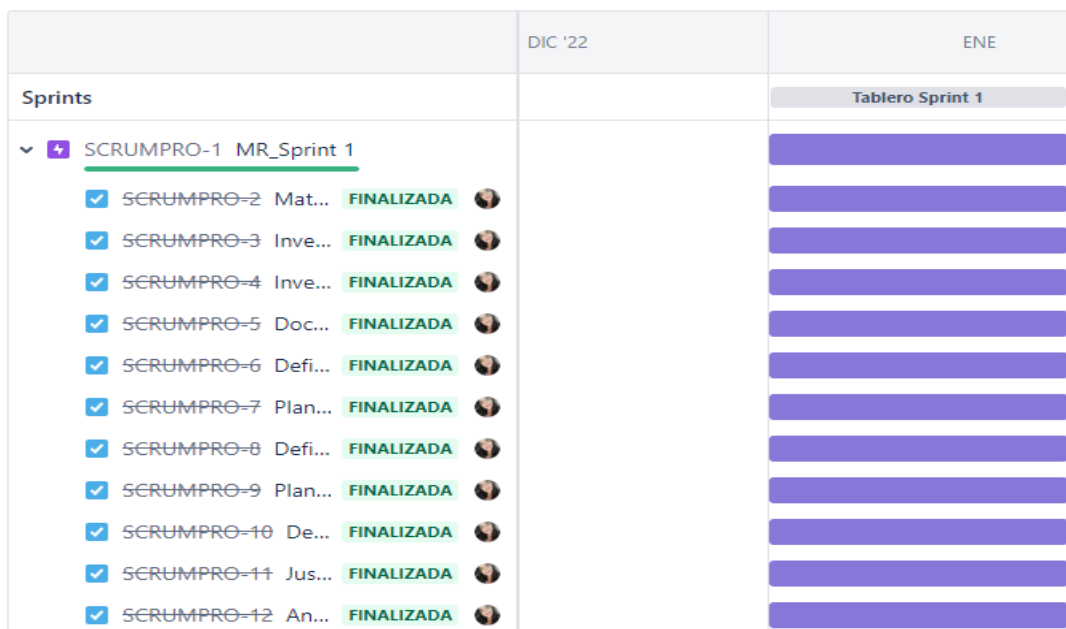 DIC '22 ENE
Sprints Tablero Sprint 1
SCRUMPRO-1 MR_Sprint 1
SCRUMPRO-2 Mat... FINALIZADA
SCRUMPRO-3 Inve... FINALIZADA
SCRUMPRO-4 Inve... FINALIZADA
SCRUMPRO-5 Doc... FINALIZADA
SCRUMPRO-6 Defi... FINALIZADA
SCRUMPRO-7 Plan... FINALIZADA
SCRUMPRO-8 Defi... FINALIZADA
SCRUMPRO-9 Plan... FINALIZADA
SCRUMPRO-10 De... FINALIZADA
SCRUMPRO-11 Jus... FINALIZADA
SCRUMPRO-12 An... FINALIZADA